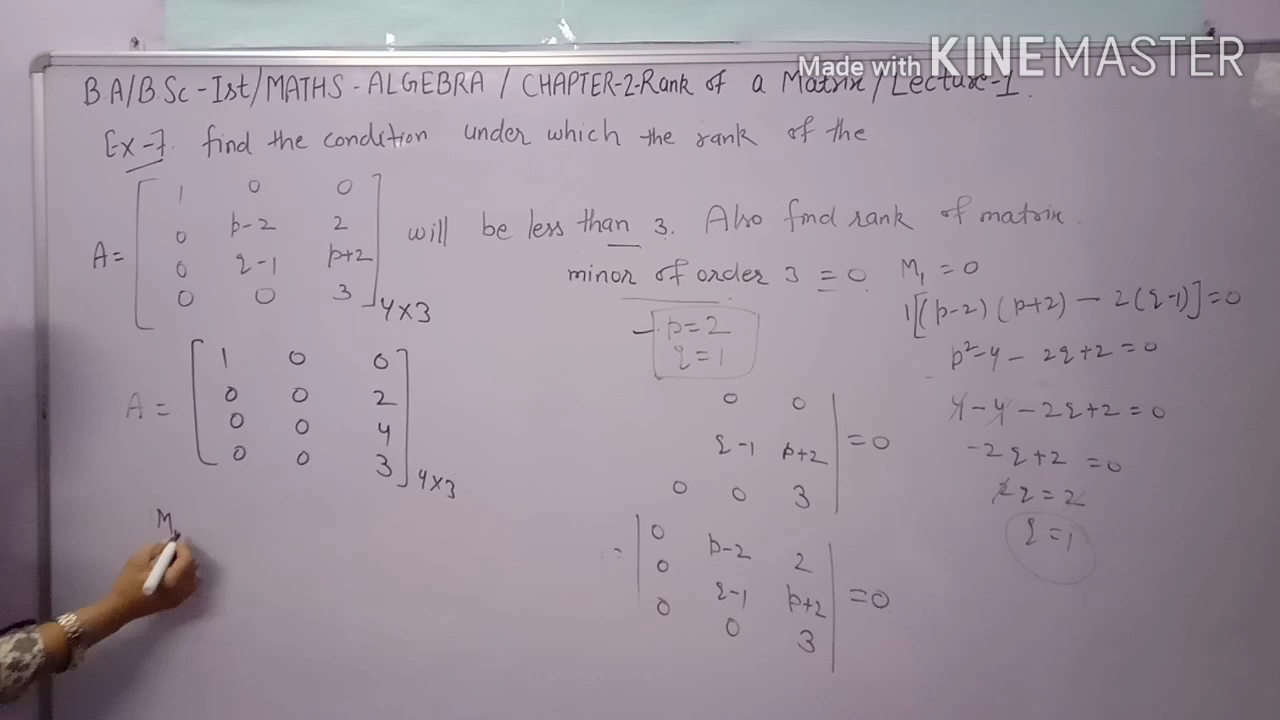 Made with KINEMASTER
B.A/B.Sc-Ist/MATHS-ALGEBRA/CHAPTER-2-Rank of a Matrix/Lecture-1.
Ex-7. find the condition under which the rank of the
A = [ 1 0 0
0 p-2 2
0 q-1 p+2
0 0 3 ]4×3
will be less than 3. Also find rank of matrix.
minor of order 3 = 0
p=2
q=1
M1 = 0
1[(p-2)(p+2) - 2(q-1)] = 0
p²-4-2q+2=0
4-4-2q+2=0
-2q+2=0
2q=2
q=1
A = [ 1 0 0
0 0 2
0 0 4
0 0 3 ]4×3
0 0
q-1 p+2 | =0
0 0 3
= | 0 p-2 2
0 q-1 p+2 | =0
0 0 3
M1